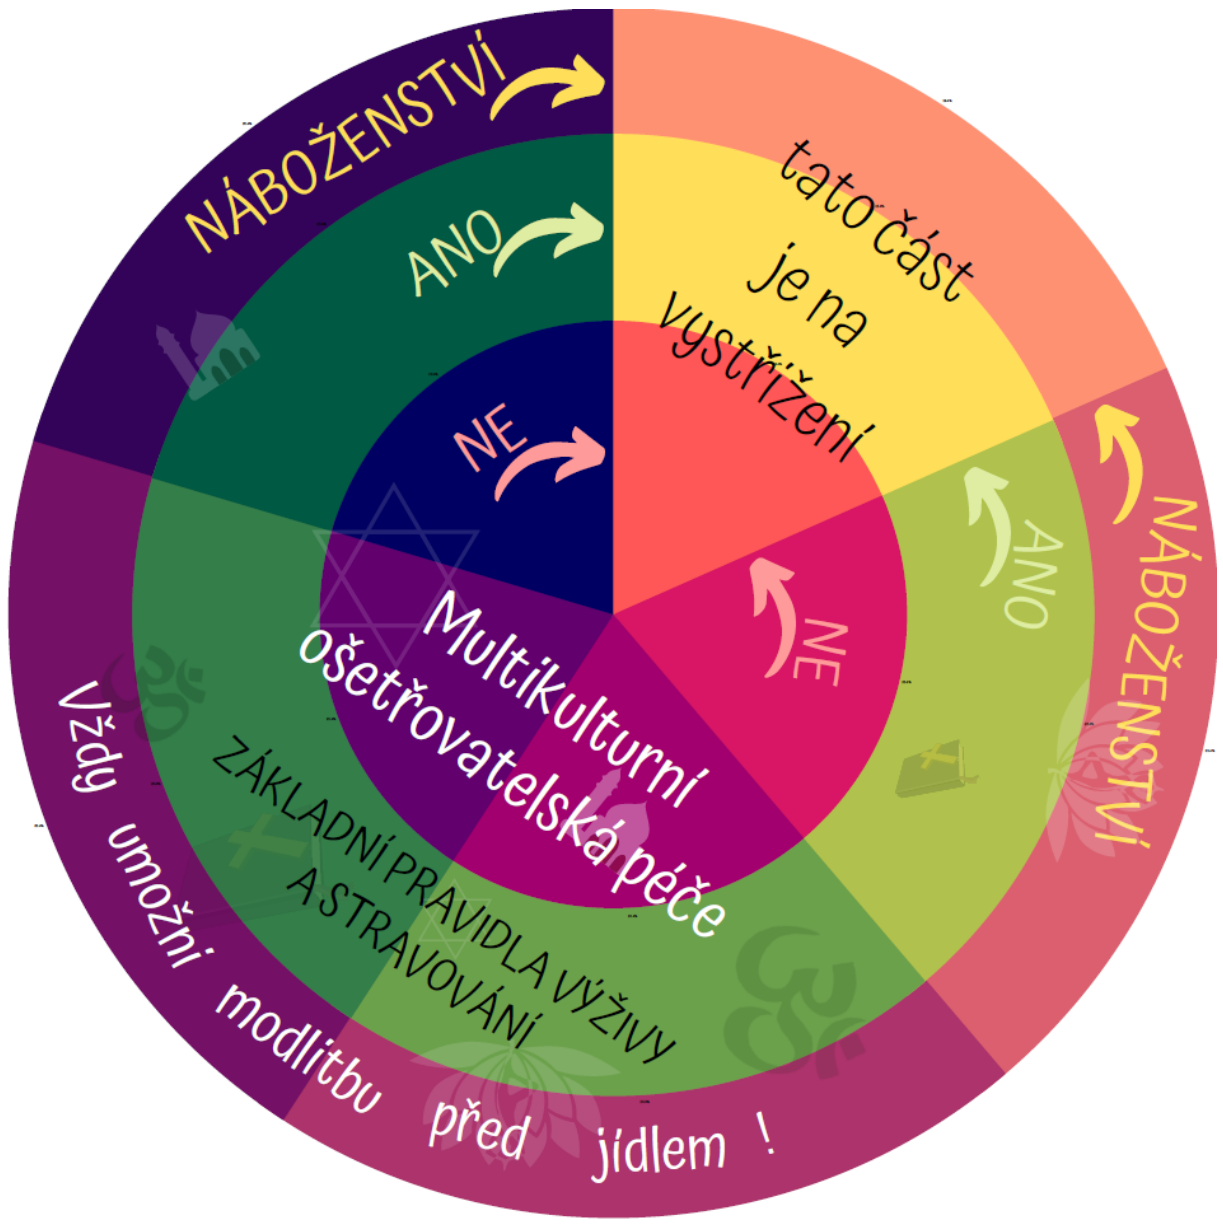 NÁBOŽENSTVÍ
ANO
NE
tato část
je na
vystřížení
NÁBOŽENSTVÍ
ANO
NE
Multikulturní
ošetřovatelská péče
ZÁKLADNÍ PRAVIDLA VÝŽIVY
A STRAVOVÁNÍ
Vždy umožni modlitbu před jídlem !